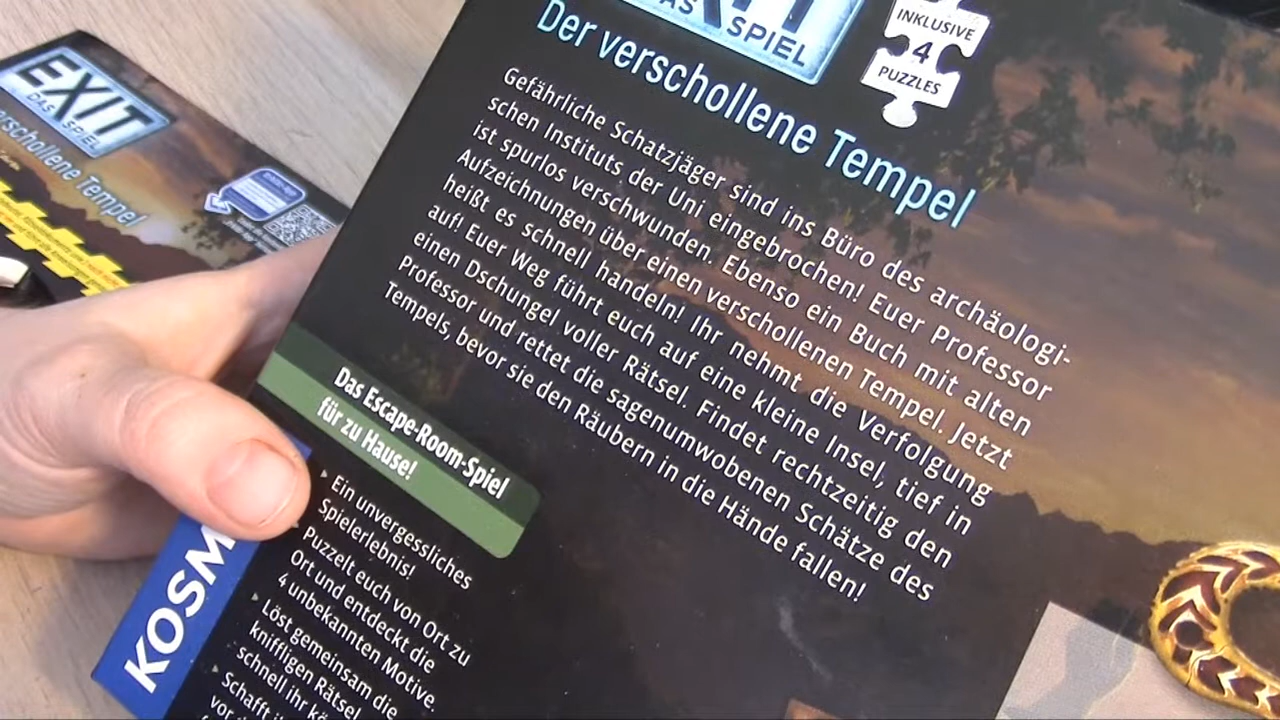 EXIT
DAS SPIEL
verschollene Tempel
DAS SPIEL
Der verschollene Tempel
INKLUSIVE
4
PUZZLES
Gefährliche Schatzjäger sind ins Büro des archäologi-
schen Instituts der Uni eingebrochen! Euer Professor
ist spurlos verschwunden. Ebenso ein Buch mit alten
Aufzeichnungen über einen verschollenen Tempel. Jetzt
heißt es schnell handeln! Ihr nehmt die Verfolgung
auf! Euer Weg führt euch auf eine kleine Insel, tief in
einen Dschungel voller Rätsel. Findet rechtzeitig den
Professor und rettet die sagenumwobenen Schätze des
Tempels, bevor sie den Räubern in die Hände fallen!
Das Escape-Room-Spiel
für zu Hause!
Ein unvergessliches
Spielerlebnis!
Puzzelt euch von Ort zu
Ort und entdeckt die
4 unbekannten Motive.
Löst gemeinsam die
kniffligen Rätsel
schnell ihr
Schafft
vor
KOSM